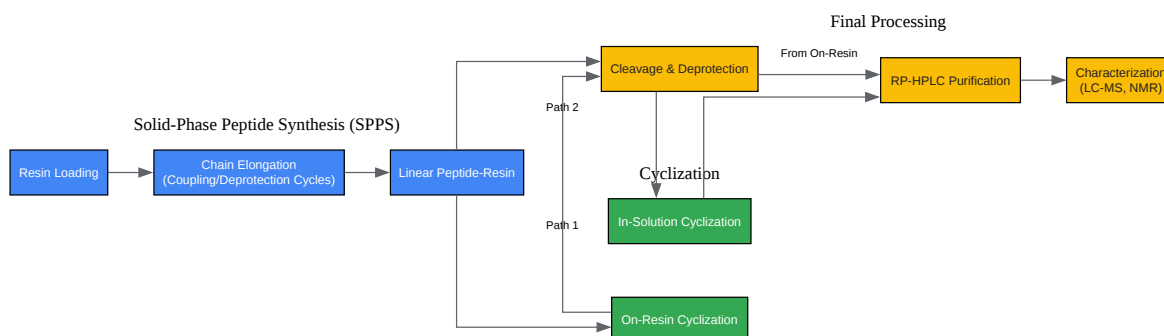 Final Processing
From On-Resin
Cleavage & Deprotection
RP-HPLC Purification
Characterization
(LC-MS, NMR)
Path 2
Solid-Phase Peptide Synthesis (SPPS)
Resin Loading
Chain Elongation
(Coupling/Deprotection Cycles)
Linear Peptide-Resin
Cyclization
In-Solution Cyclization
Path 1
On-Resin Cyclization